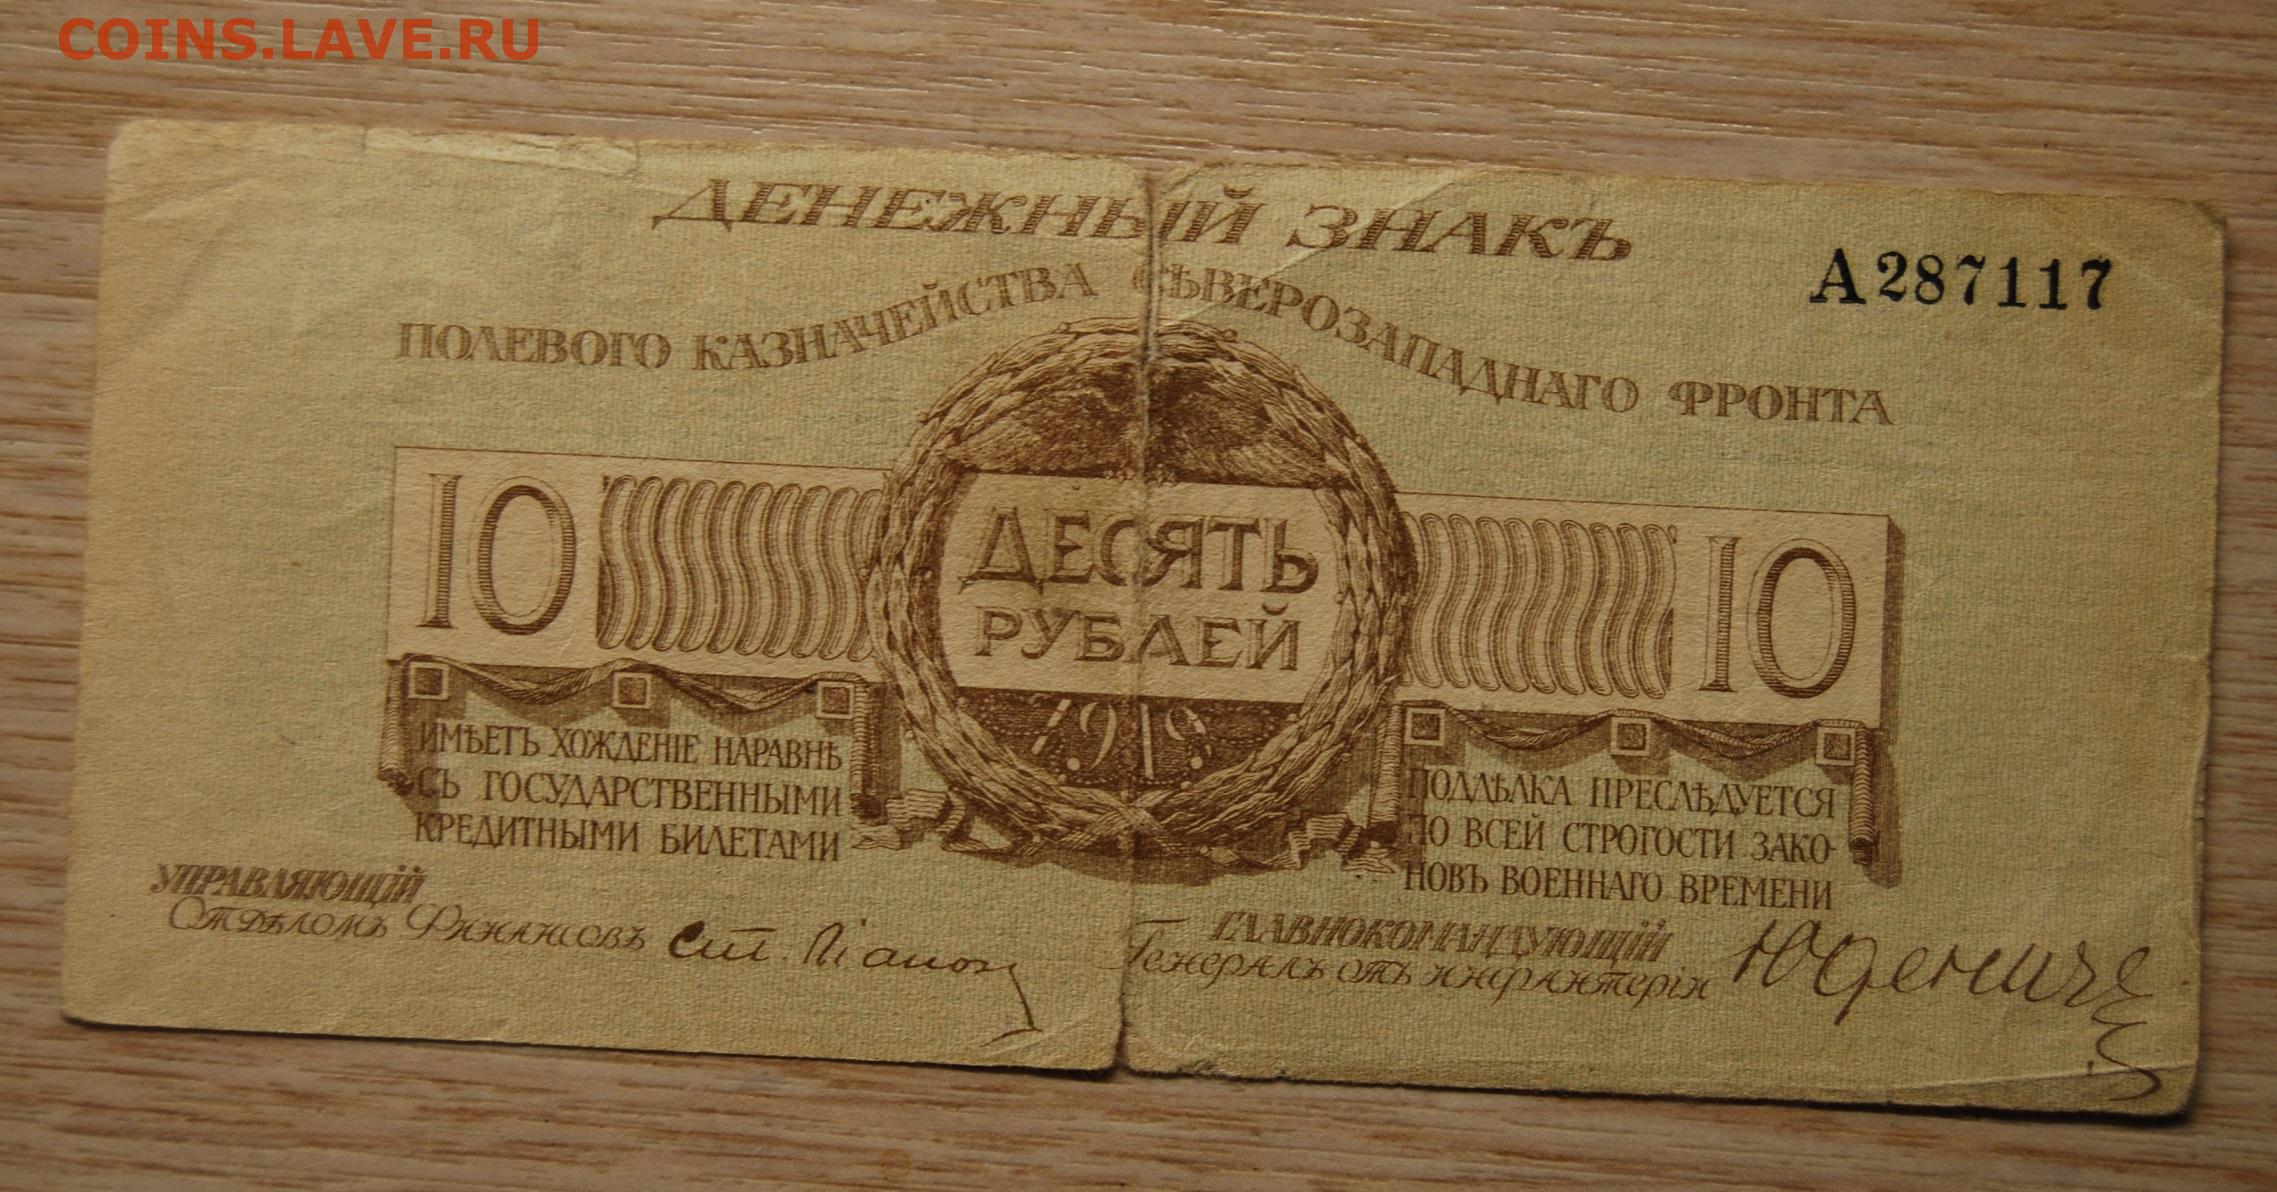 COINS.LAVE.RU
ДЕНЕЖНЫЙ ЗНАКЪ
А287117
ПОЛЕВОГО КАЗНАЧЕЙСТВА СѢВЕРОЗАПАДНАГО ФРОНТА
10
ДЕСЯТЬ
РУБЛЕЙ
10
1919
ИМѢЕТЪ ХОЖДЕНІЕ НАРАВНѢ
СЪ ГОСУДАРСТВЕННЫМИ
КРЕДИТНЫМИ БИЛЕТАМИ
ПОДДѢЛКА ПРЕСЛѢДУЕТСЯ
ПО ВСЕЙ СТРОГОСТИ ЗАКО-
НОВЪ ВОЕННАГО ВРЕМЕНИ
УПРАВЛЯЮЩІЙ
Отдѣломъ Финансовъ
ГЛАВНОКОМАНДУЮЩІЙ
Генералъ отъ инфантеріи Юденичъ